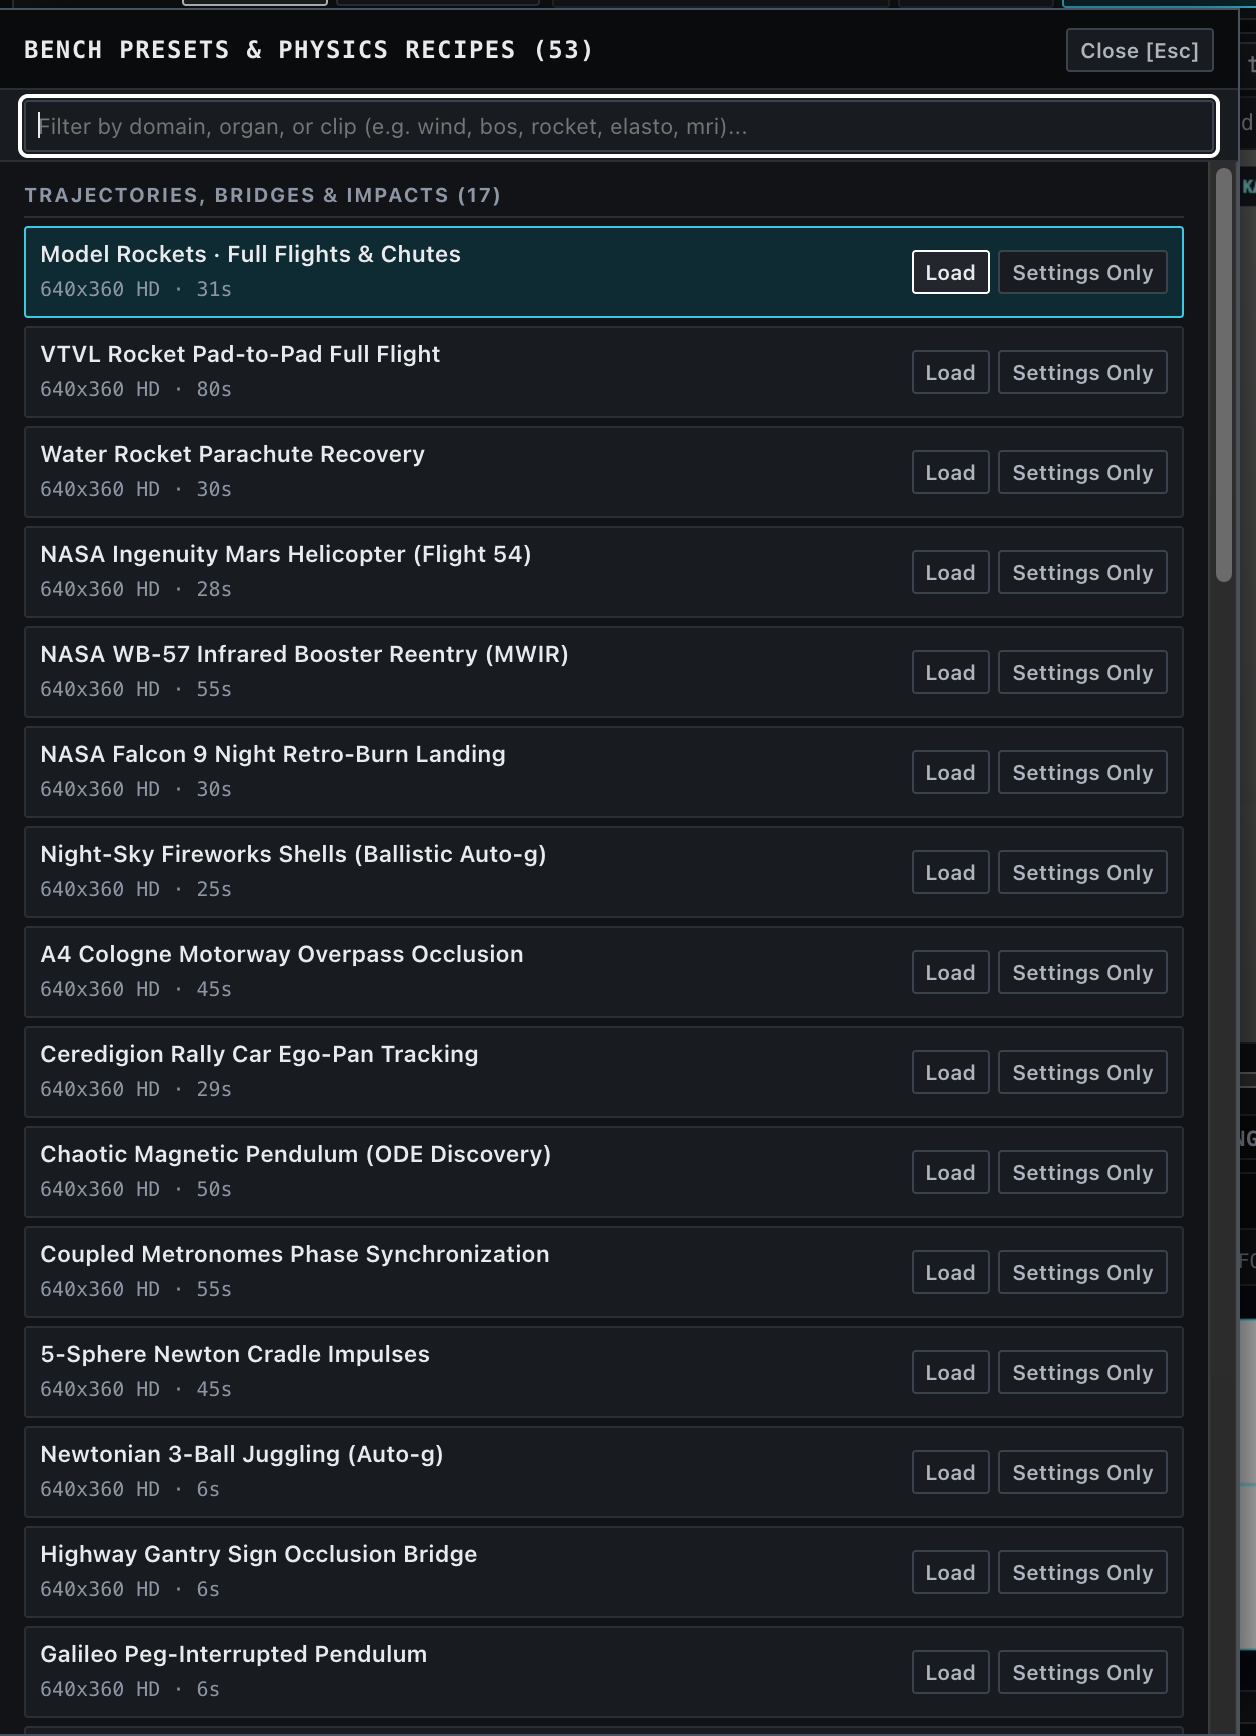 BENCH PRESETS & PHYSICS RECIPES (53)
Close [Esc]
Filter by domain, organ, or clip (e.g. wind, bos, rocket, elasto, mri)...
TRAJECTORIES, BRIDGES & IMPACTS (17)
Model Rockets · Full Flights & Chutes
640x360 HD · 31s
Load
Settings Only
VTVL Rocket Pad-to-Pad Full Flight
640x360 HD · 80s
Load
Settings Only
Water Rocket Parachute Recovery
640x360 HD · 30s
Load
Settings Only
NASA Ingenuity Mars Helicopter (Flight 54)
640x360 HD · 28s
Load
Settings Only
NASA WB-57 Infrared Booster Reentry (MWIR)
640x360 HD · 55s
Load
Settings Only
NASA Falcon 9 Night Retro-Burn Landing
640x360 HD · 30s
Load
Settings Only
Night-Sky Fireworks Shells (Ballistic Auto-g)
640x360 HD · 25s
Load
Settings Only
A4 Cologne Motorway Overpass Occlusion
640x360 HD · 45s
Load
Settings Only
Ceredigion Rally Car Ego-Pan Tracking
640x360 HD · 29s
Load
Settings Only
Chaotic Magnetic Pendulum (ODE Discovery)
640x360 HD · 50s
Load
Settings Only
Coupled Metronomes Phase Synchronization
640x360 HD · 55s
Load
Settings Only
5-Sphere Newton Cradle Impulses
640x360 HD · 45s
Load
Settings Only
Newtonian 3-Ball Juggling (Auto-g)
640x360 HD · 6s
Load
Settings Only
Highway Gantry Sign Occlusion Bridge
640x360 HD · 6s
Load
Settings Only
Galileo Peg-Interrupted Pendulum
640x360 HD · 6s
Load
Settings Only